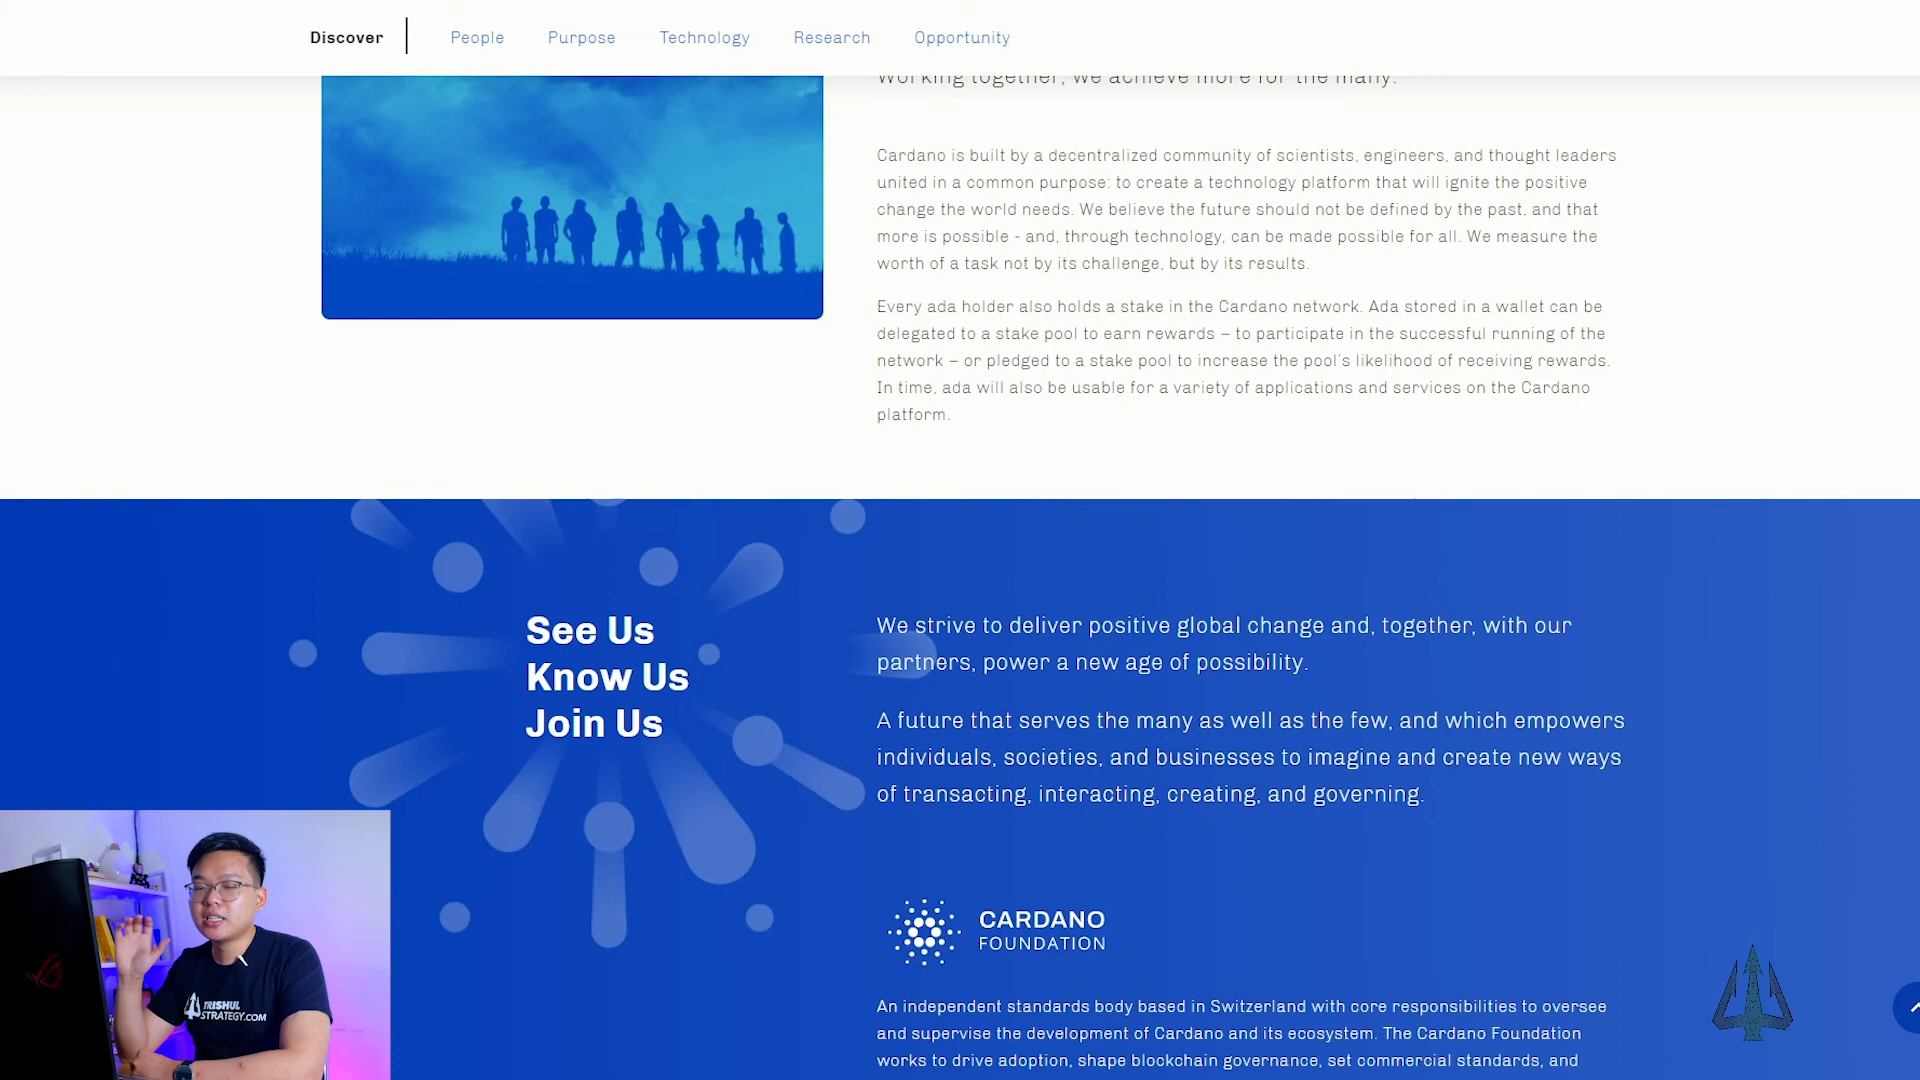 Discover
People
Purpose
Technology
Research
Opportunity
Working together, we achieve more for the many.
Cardano is built by a decentralized community of scientists, engineers, and thought leaders
united in a common purpose: to create a technology platform that will ignite the positive
change the world needs. We believe the future should not be defined by the past, and that
more is possible - and, through technology, can be made possible for all. We measure the
worth of a task not by its challenge, but by its results.
Every ada holder also holds a stake in the Cardano network. Ada stored in a wallet can be
delegated to a stake pool to earn rewards – to participate in the successful running of the
network – or pledged to a stake pool to increase the pool's likelihood of receiving rewards.
In time, ada will also be usable for a variety of applications and services on the Cardano
platform.
See Us
Know Us
Join Us
We strive to deliver positive global change and, together, with our
partners, power a new age of possibility.
A future that serves the many as well as the few, and which empowers
individuals, societies, and businesses to imagine and create new ways
of transacting, interacting, creating, and governing.
CARDANO
FOUNDATION
An independent standards body based in Switzerland with core responsibilities to oversee
and supervise the development of Cardano and its ecosystem. The Cardano Foundation
works to drive adoption, shape blockchain governance, set commercial standards, and
TRISHUL
STRATEGY.COM